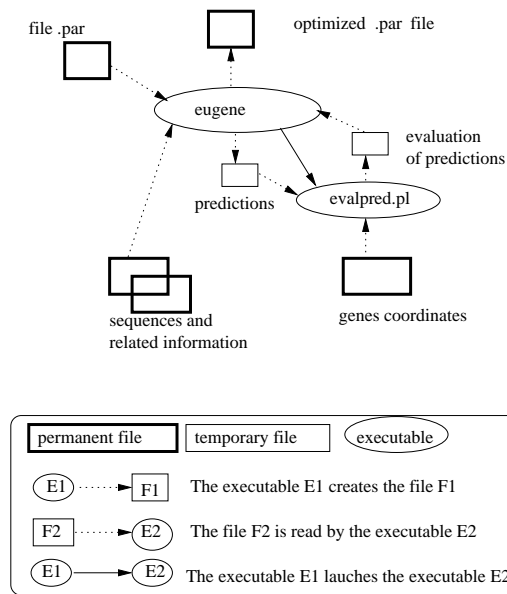 file .par
optimized .par file
eugene
evaluation
of predictions
predictions
evalpred.pl
sequences and
related information
genes coordinates
permanent file
temporary file
executable
E1
F1
The executable E1 creates the file F1
F2
E2
The file F2 is read by the executable E2
E1
E2
The executable E1 lauches the executable E2